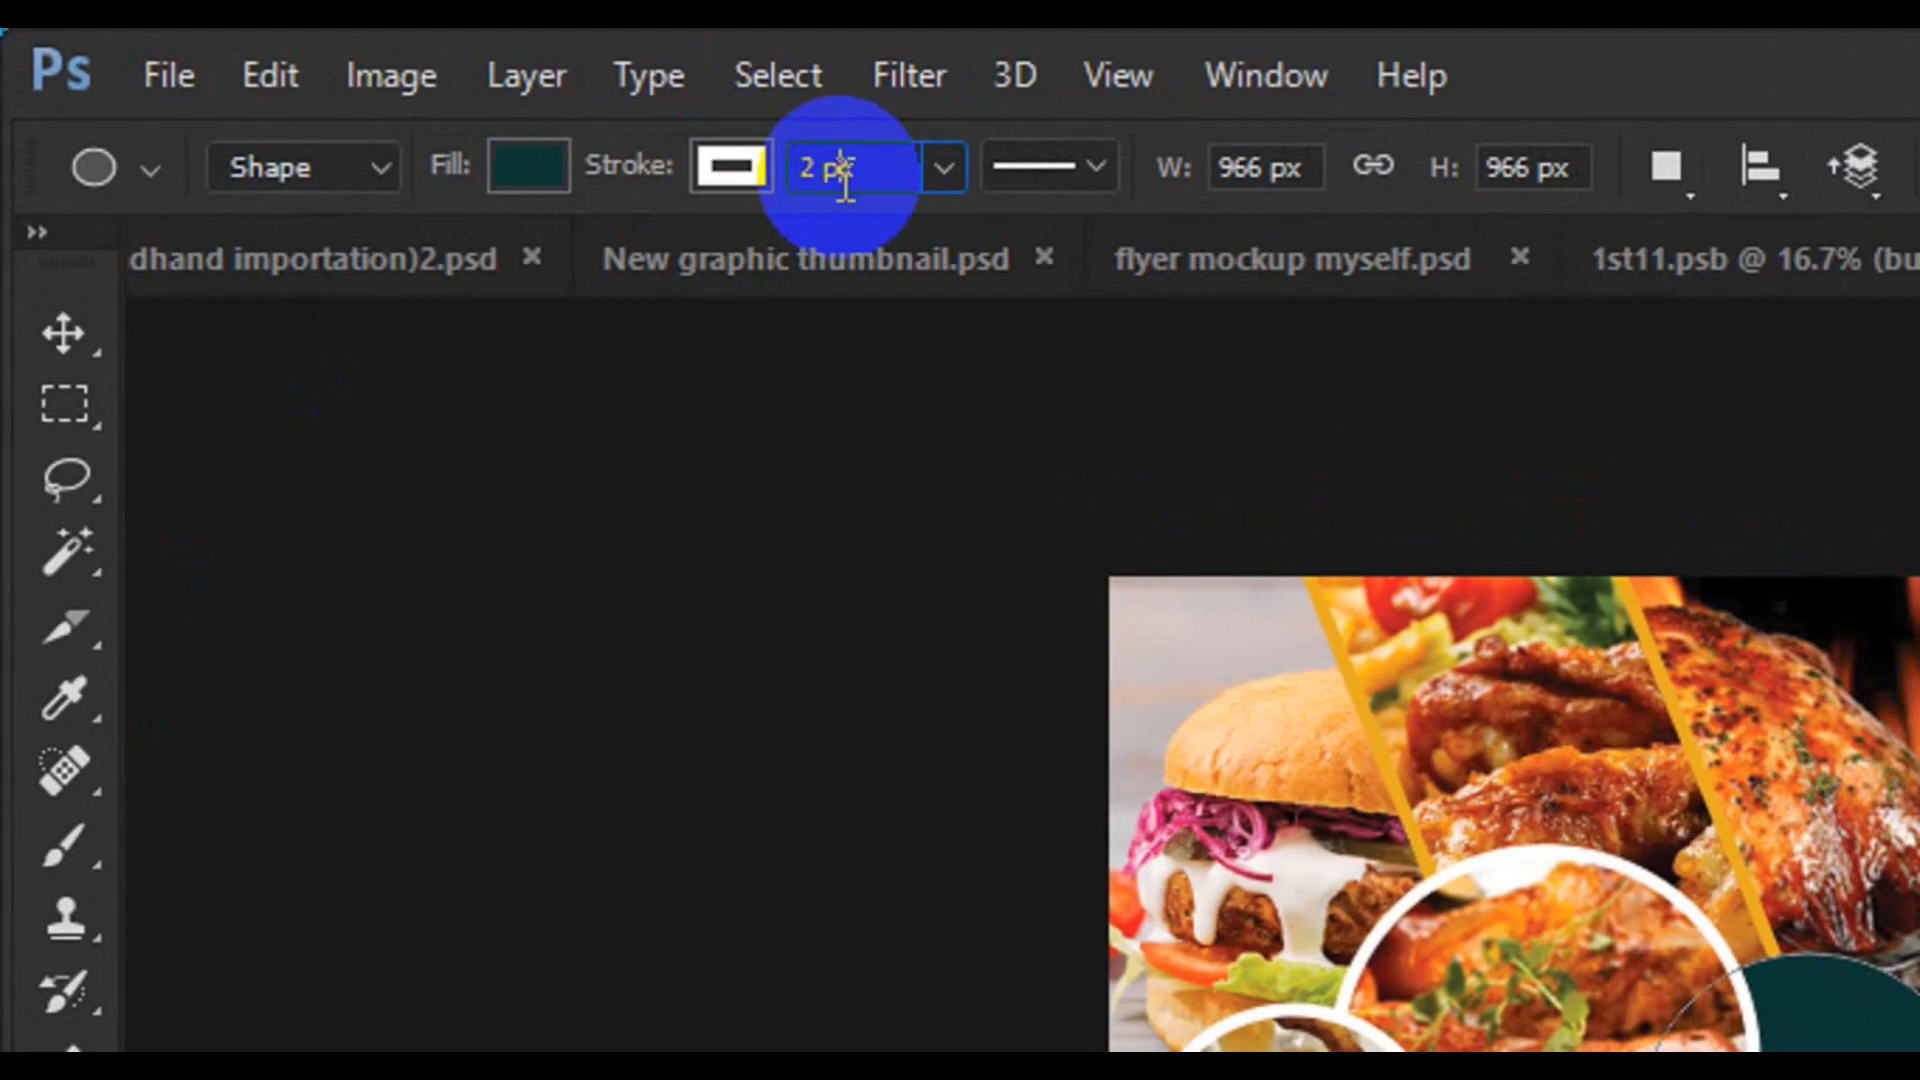 Ps File Edit Image Layer Type Select Filter 3D View Window Help
Shape Fill: Stroke: 2 px W: 966 px H: 966 px
dhand importation)2.psd × New graphic thumbnail.psd × flyer mockup myself.psd × 1st11.psb @ 16.7% (bu